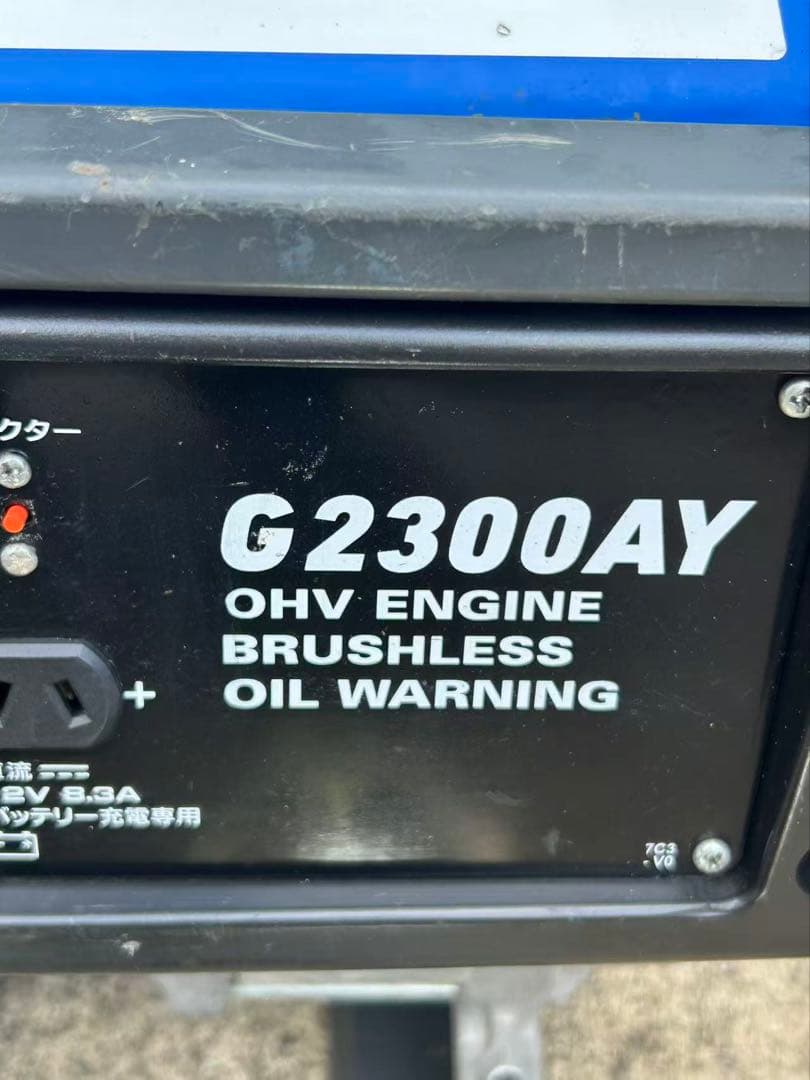 クター
G2300AY
OHV ENGINE
BRUSHLESS
OIL WARNING
+
流
2V 8.3A
バッテリー充電専用
7C3
-V0